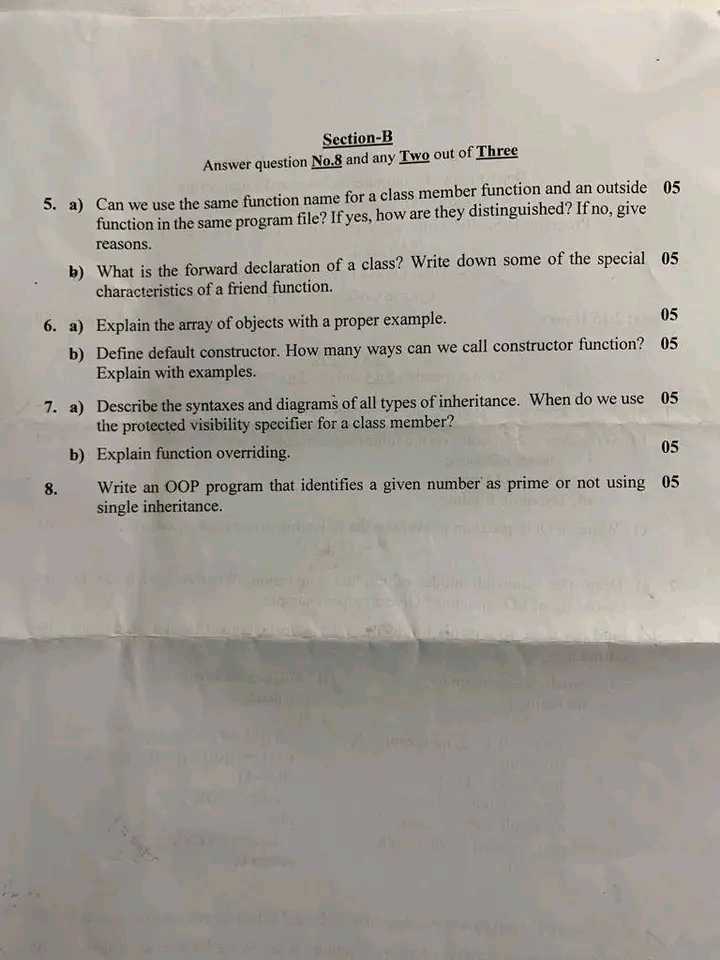 Section-B
Answer question No.8 and any Two out of Three
5. a) Can we use the same function name for a class member function and an outside 05
function in the same program file? If yes, how are they distinguished? If no, give
reasons.
b) What is the forward declaration of a class? Write down some of the special 05
characteristics of a friend function.
6. a) Explain the array of objects with a proper example. 05
b) Define default constructor. How many ways can we call constructor function? 05
Explain with examples.
7. a) Describe the syntaxes and diagrams of all types of inheritance. When do we use 05
the protected visibility specifier for a class member?
b) Explain function overriding. 05
8. Write an OOP program that identifies a given number as prime or not using 05
single inheritance.